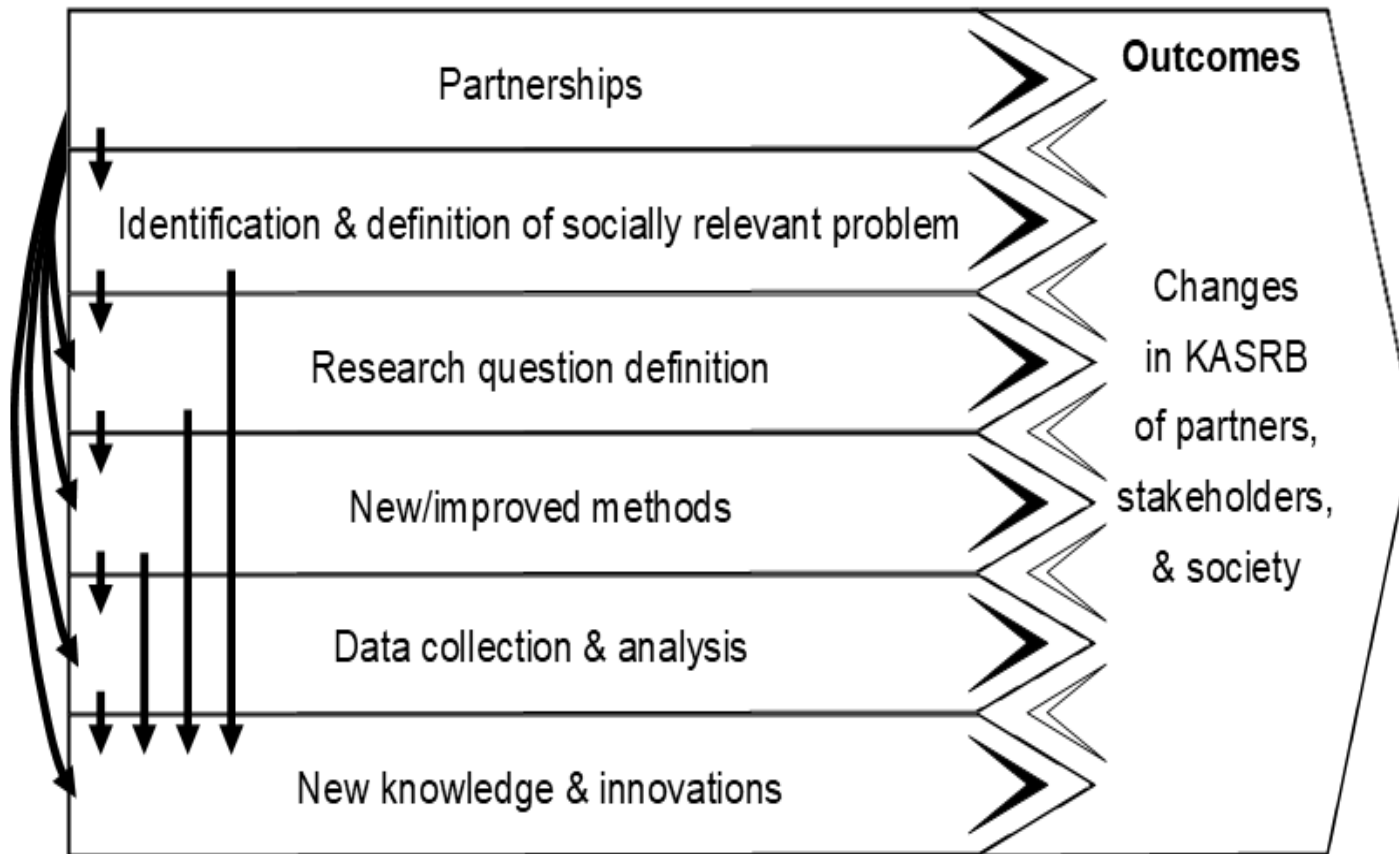 Partnerships
Identification & definition of socially relevant problem
Research question definition
New/improved methods
Data collection & analysis
New knowledge & innovations
Outcomes
Changes
in KASRB
of partners,
stakeholders,
& society